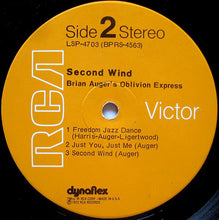 Side 2 Stereo
LSP-4703 (BPRS-4563)
Second Wind
Brian Auger's Oblivion Express
RCA
Victor
1 Freedom Jazz Dance
(Harris-Auger-Ligertwood)
2 Just You, Just Me (Auger)
3 Second Wind (Auger)
dynaflex